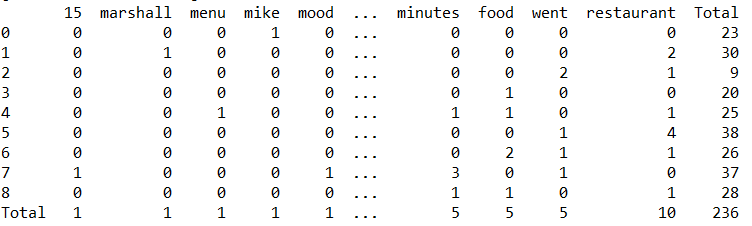 15 marshall menu mike mood ... minutes food went restaurant Total
0 0 0 0 1 0 ... 0 0 0 0 23
1 0 1 0 0 0 ... 0 0 0 2 30
2 0 0 0 0 0 ... 0 0 2 1 9
3 0 0 0 0 0 ... 0 1 0 0 20
4 0 0 1 0 0 ... 1 1 0 1 25
5 0 0 0 0 0 ... 0 0 1 4 38
6 0 0 0 0 0 ... 0 2 1 1 26
7 1 0 0 0 1 ... 3 0 1 0 37
8 0 0 0 0 0 ... 1 1 0 1 28
Total 1 1 1 1 1 ... 5 5 5 10 236